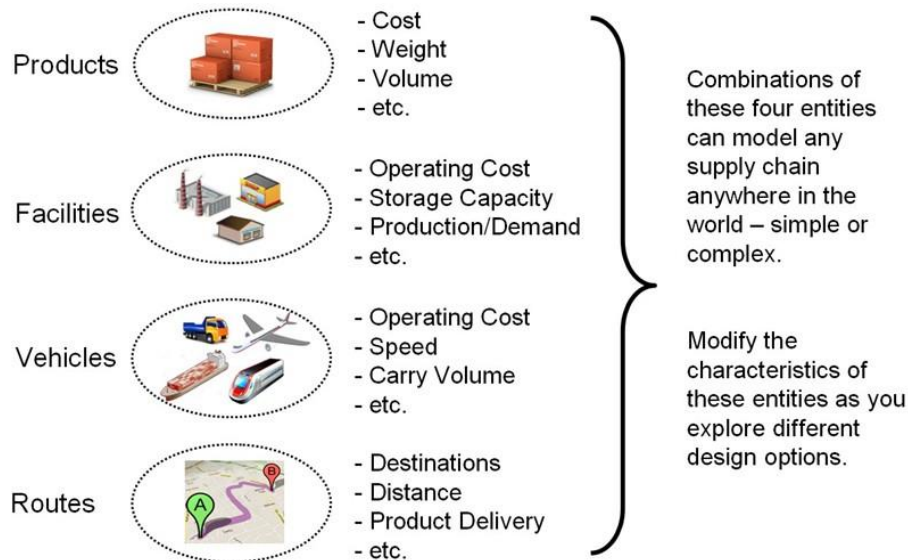 Products
- Cost
- Weight
- Volume
- etc.
Facilities
- Operating Cost
- Storage Capacity
- Production/Demand
- etc.
Vehicles
- Operating Cost
- Speed
- Carry Volume
- etc.
Routes
A
B
- Destinations
- Distance
- Product Delivery
- etc.
Combinations of
these four entities
can model any
supply chain
anywhere in the
world – simple or
complex.
Modify the
characteristics of
these entities as you
explore different
design options.